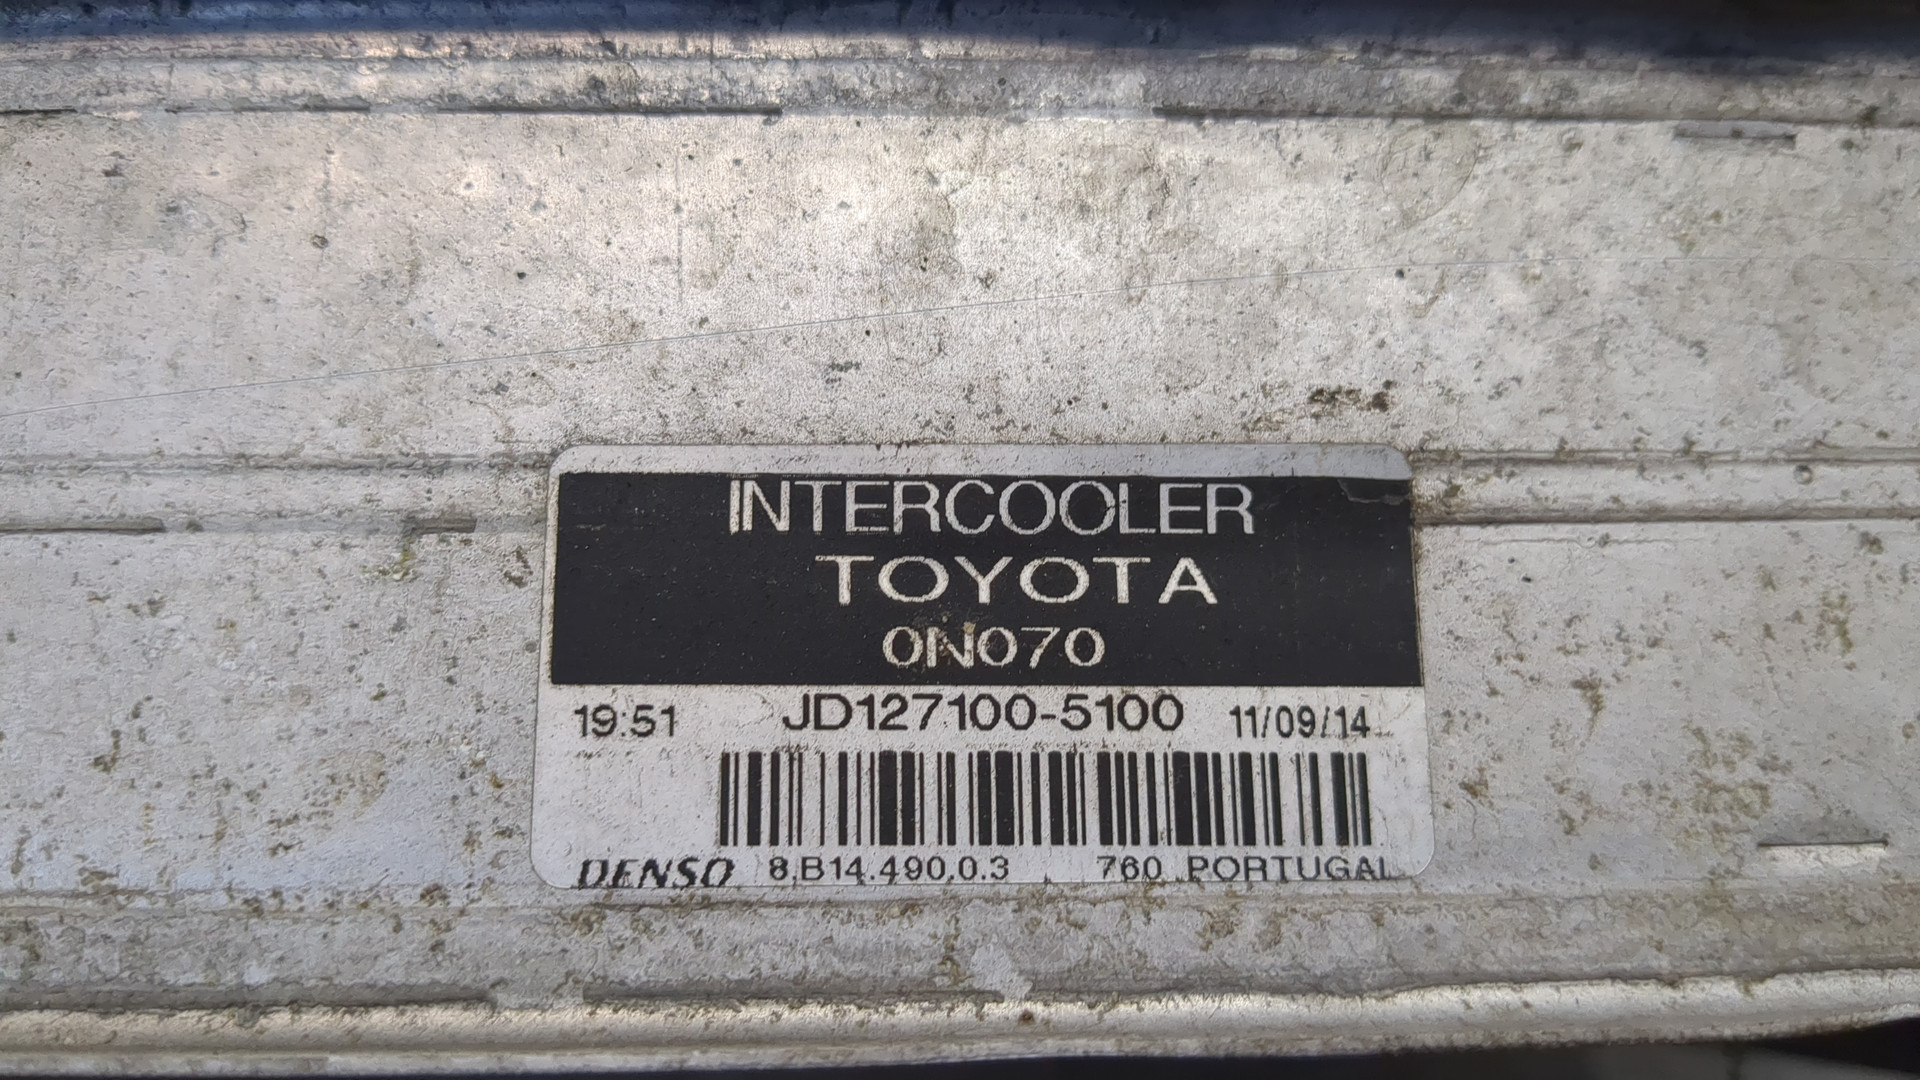 INTERCOOLER
TOYOTA
0N070
19:51 JD127100-5100 11/09/14
DENSO 8.B14.490.0.3 760 PORTUGAL